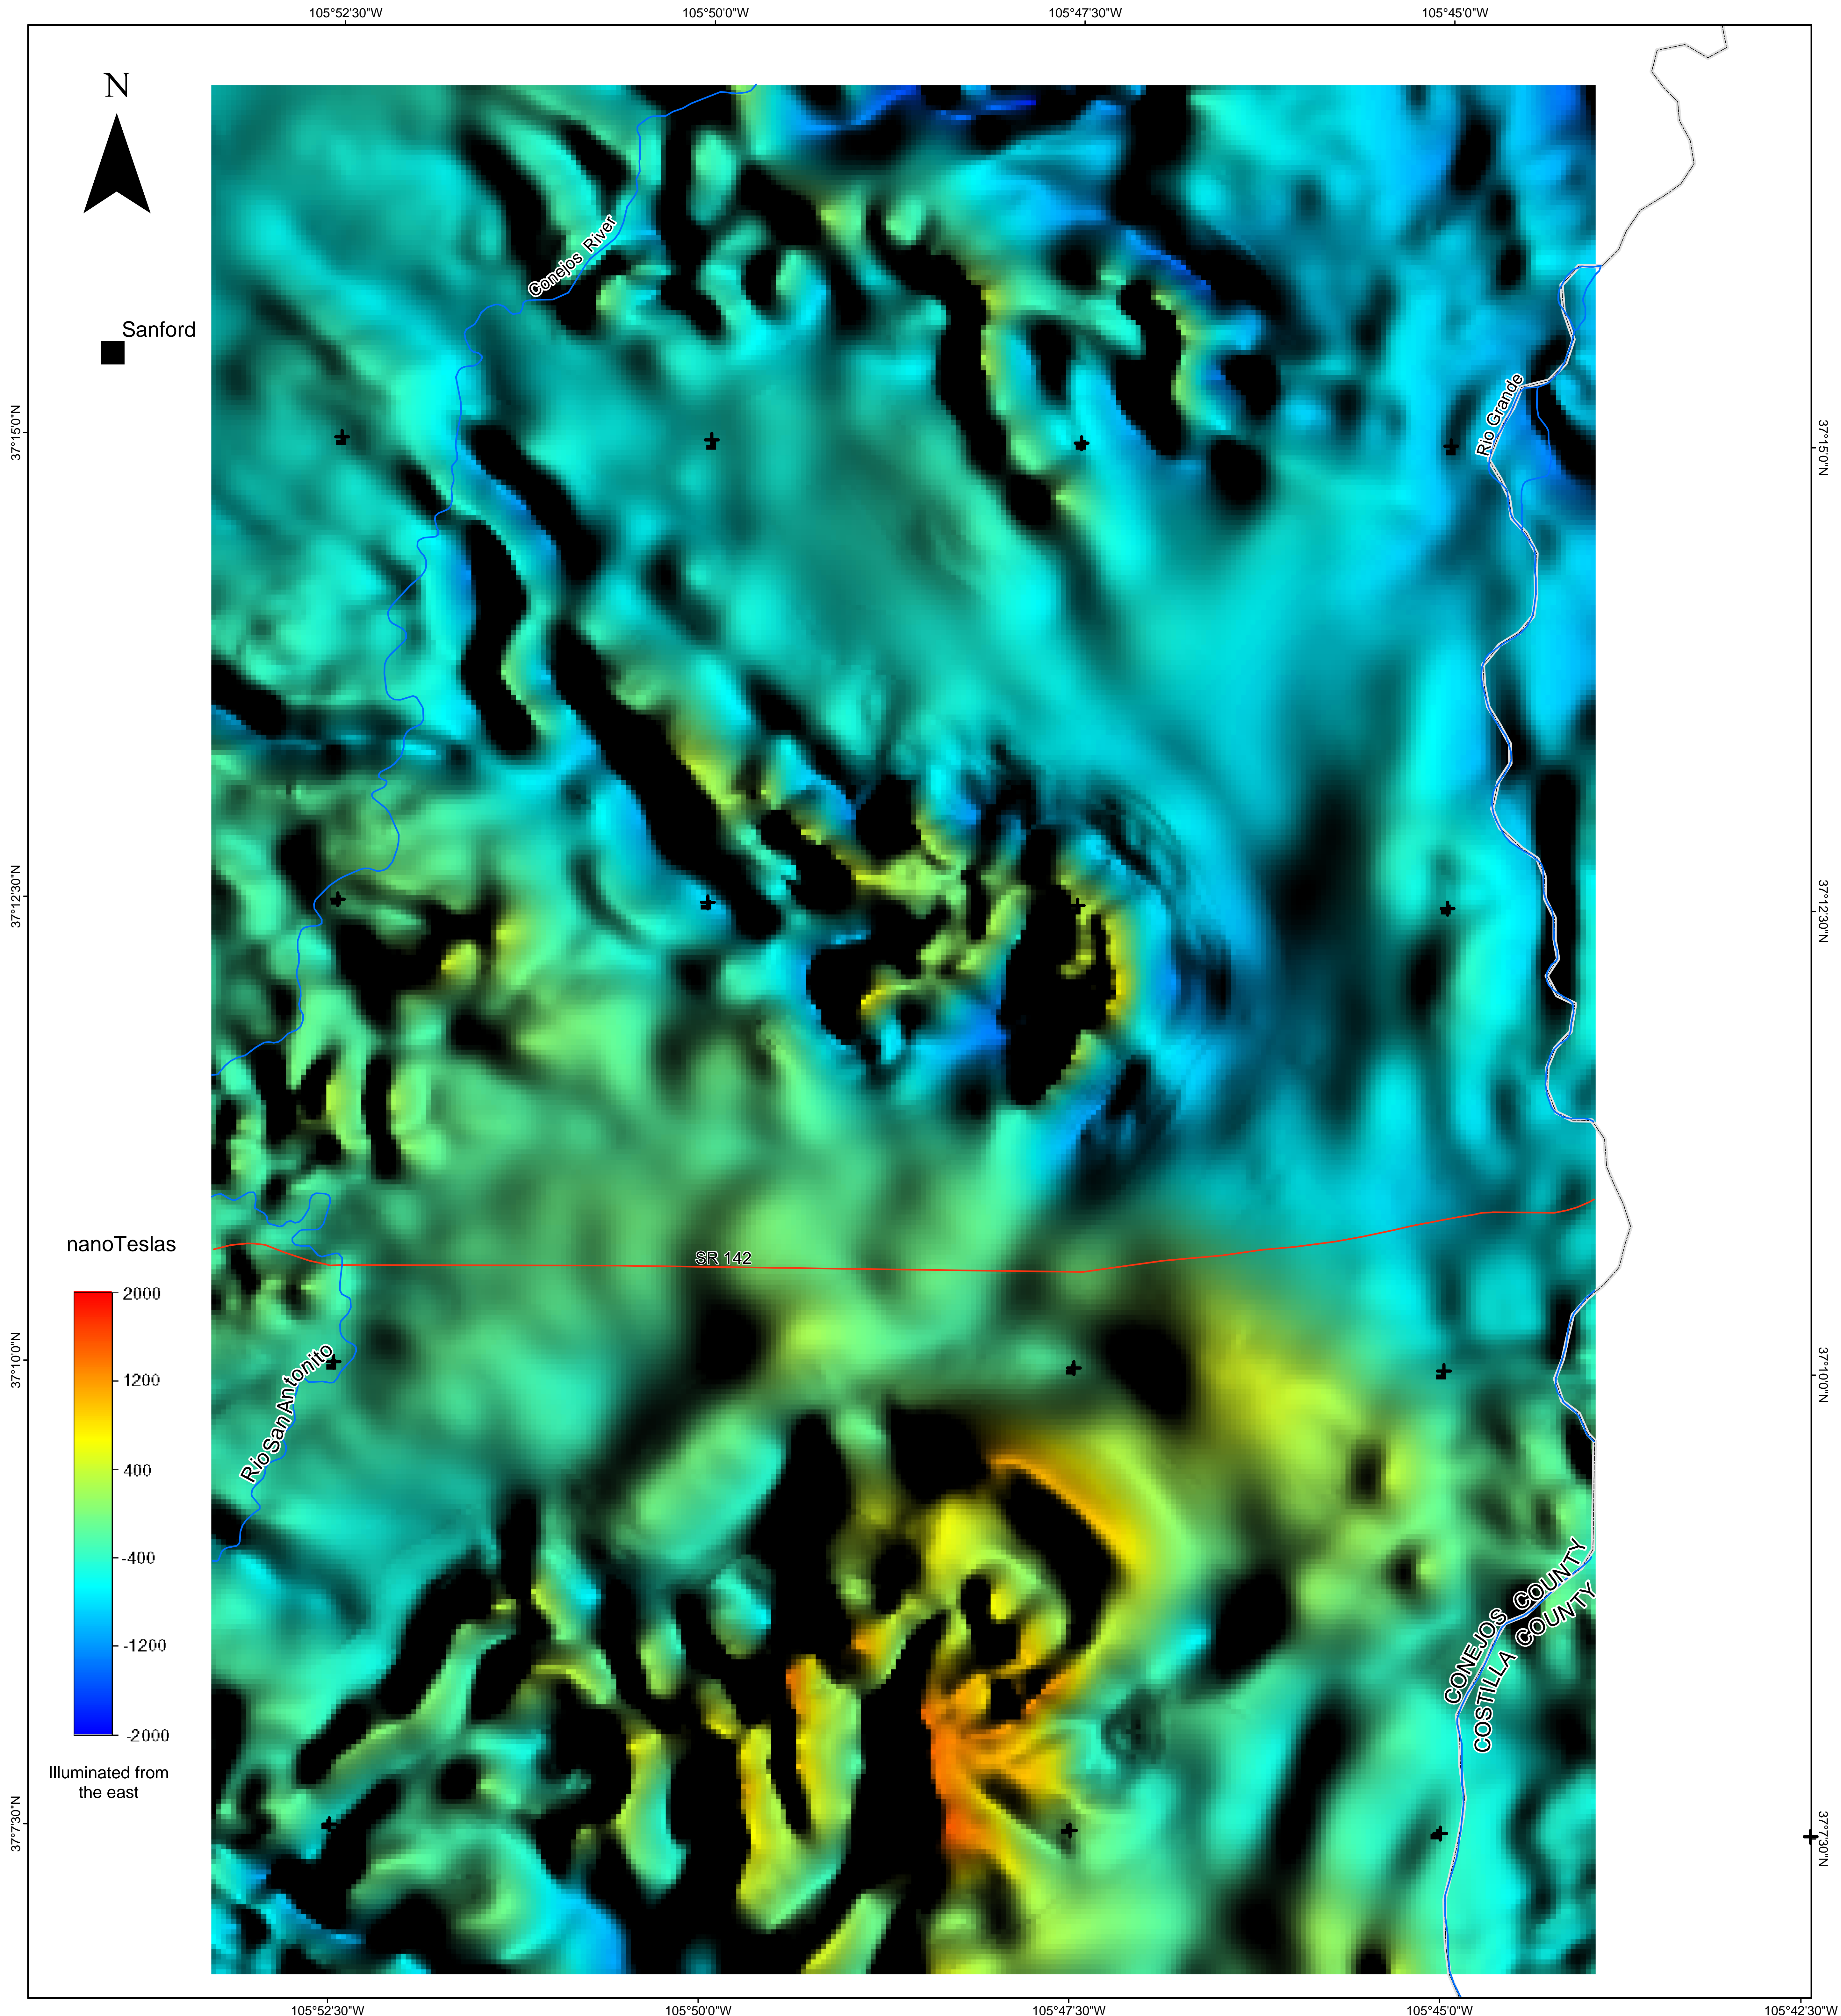 105°52'30"W 105°50'0"W 105°47'30"W 105°45'0"W
N
Conejos River
Sanford
Rio Grande
37°15'0"N
37°15'0"N
37°12'30"N
37°12'30"N
nanoTeslas
SR 142
2000
1200
400
-400
-1200
-2000
Illuminated from
the east
37°10'0"N
37°10'0"N
Rio San Antonito
CONEJOS COUNTY
COSTILLA COUNTY
37°7'30"N
37°7'30"N
105°52'30"W 105°50'0"W 105°47'30"W 105°45'0"W 105°42'30"W